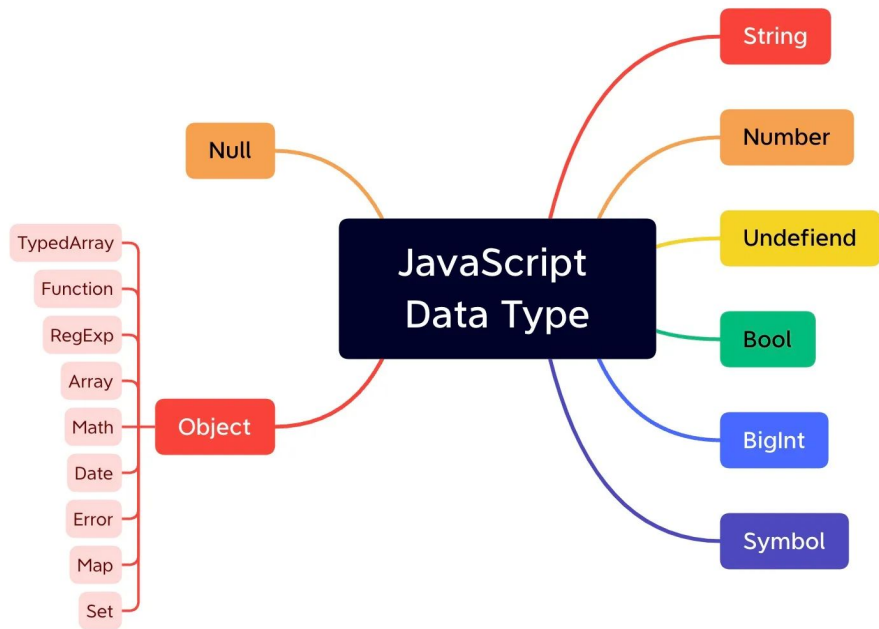 JavaScript
Data Type
String
Number
Undefiend
Bool
BigInt
Symbol
Null
Object
TypedArray
Function
RegExp
Array
Math
Date
Error
Map
Set